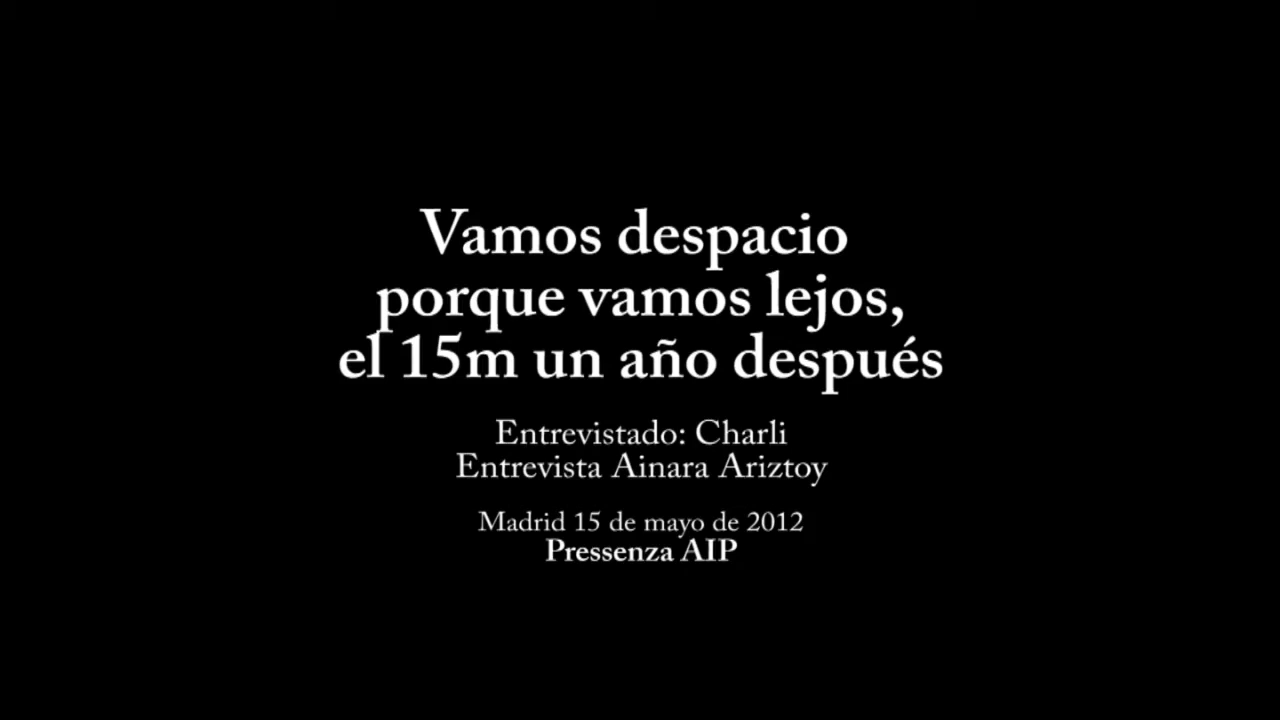 Vamos despacio
porque vamos lejos,
el 15m un año después
Entrevistado: Charli
Entrevista Ainara Ariztoy
Madrid 15 de mayo de 2012
Pressenza AIP